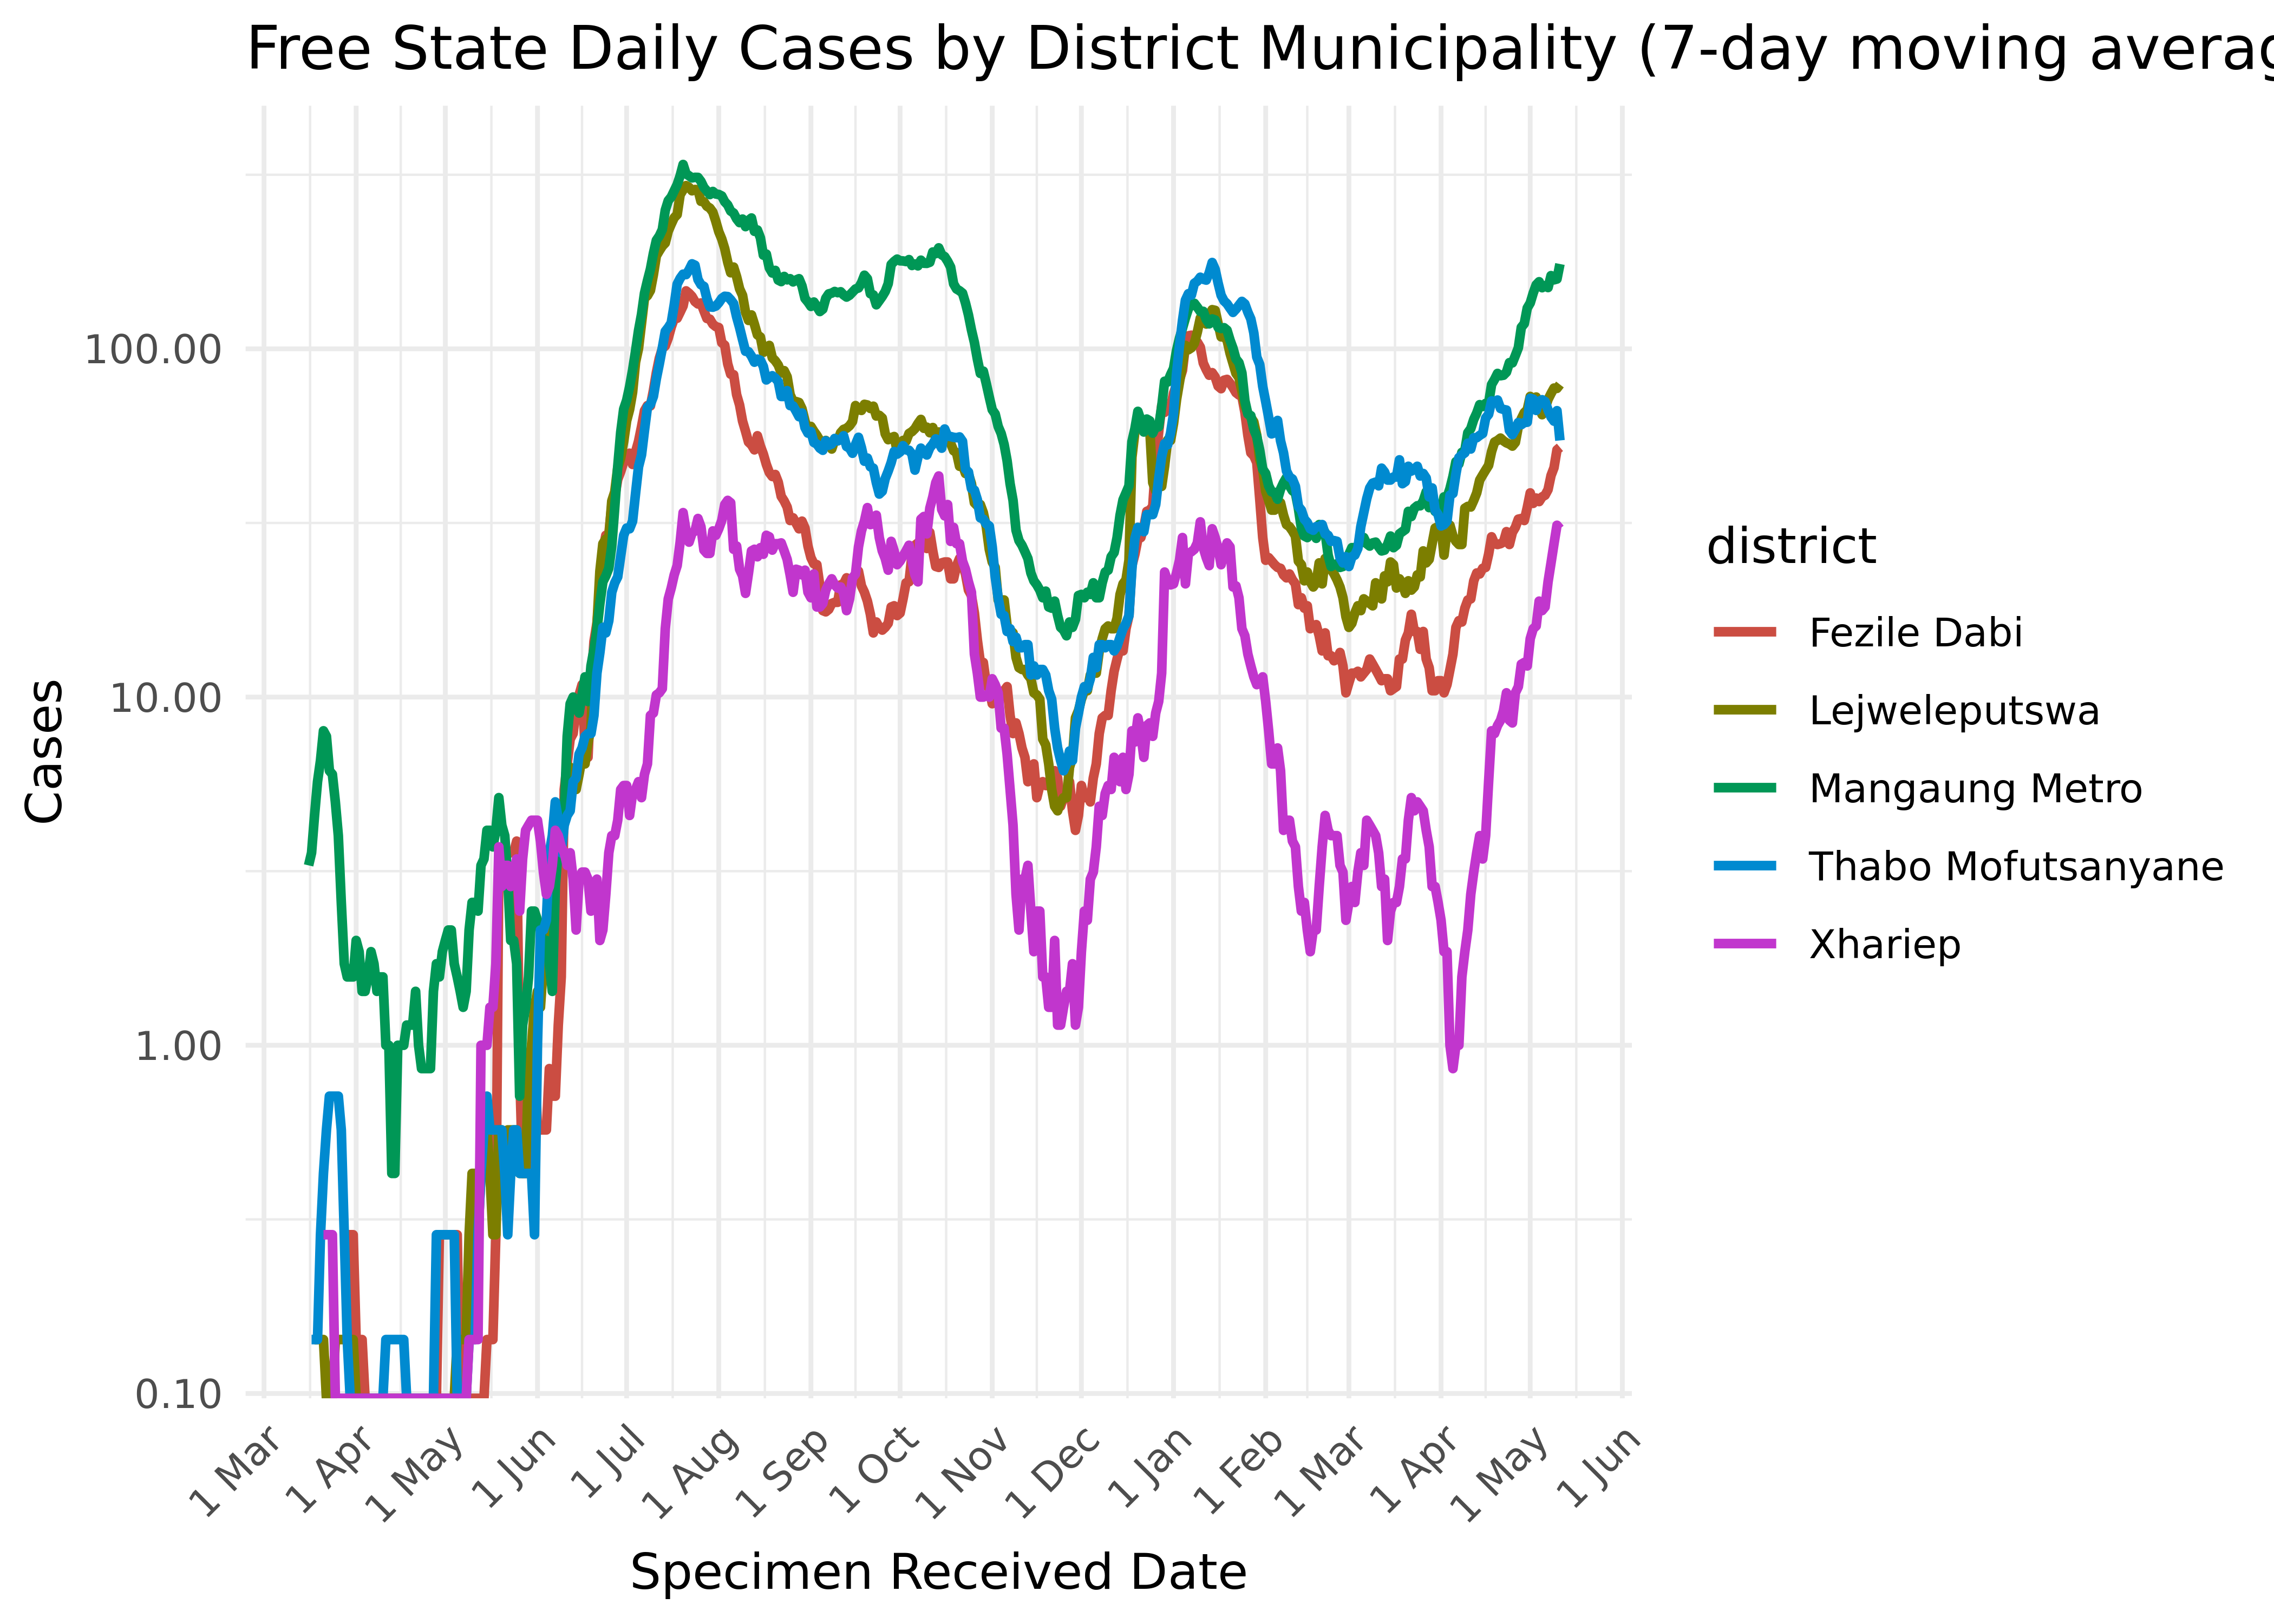 Free State Daily Cases by District Municipality (7-day moving averag
100.00
10.00
1.00
0.10
Cases
1 Mar
1 Apr
1 May
1 Jun
1 Jul
1 Aug
1 Sep
1 Oct
1 Nov
1 Dec
1 Jan
1 Feb
1 Mar
1 Apr
1 May
1 Jun
Specimen Received Date
district
Fezile Dabi
Lejweleputswa
Mangaung Metro
Thabo Mofutsanyane
Xhariep